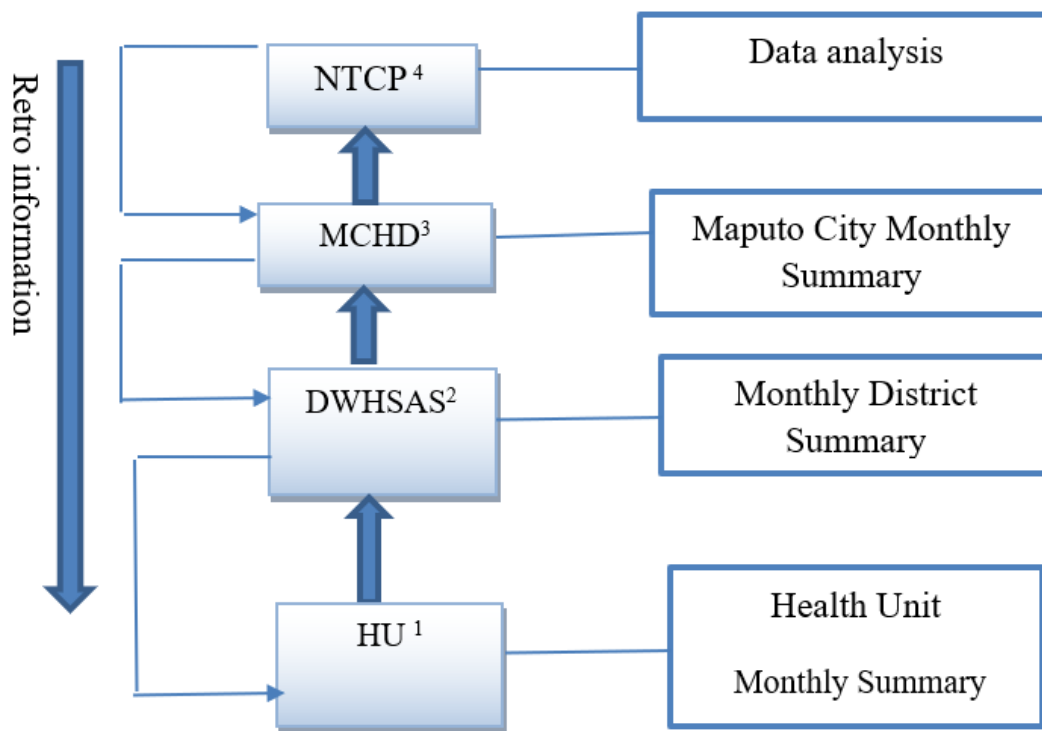 Retro information
NTCP 4
Data analysis
MCHD3
Maputo City Monthly
Summary
DWHSAS2
Monthly District
Summary
HU 1
Health Unit
Monthly Summary